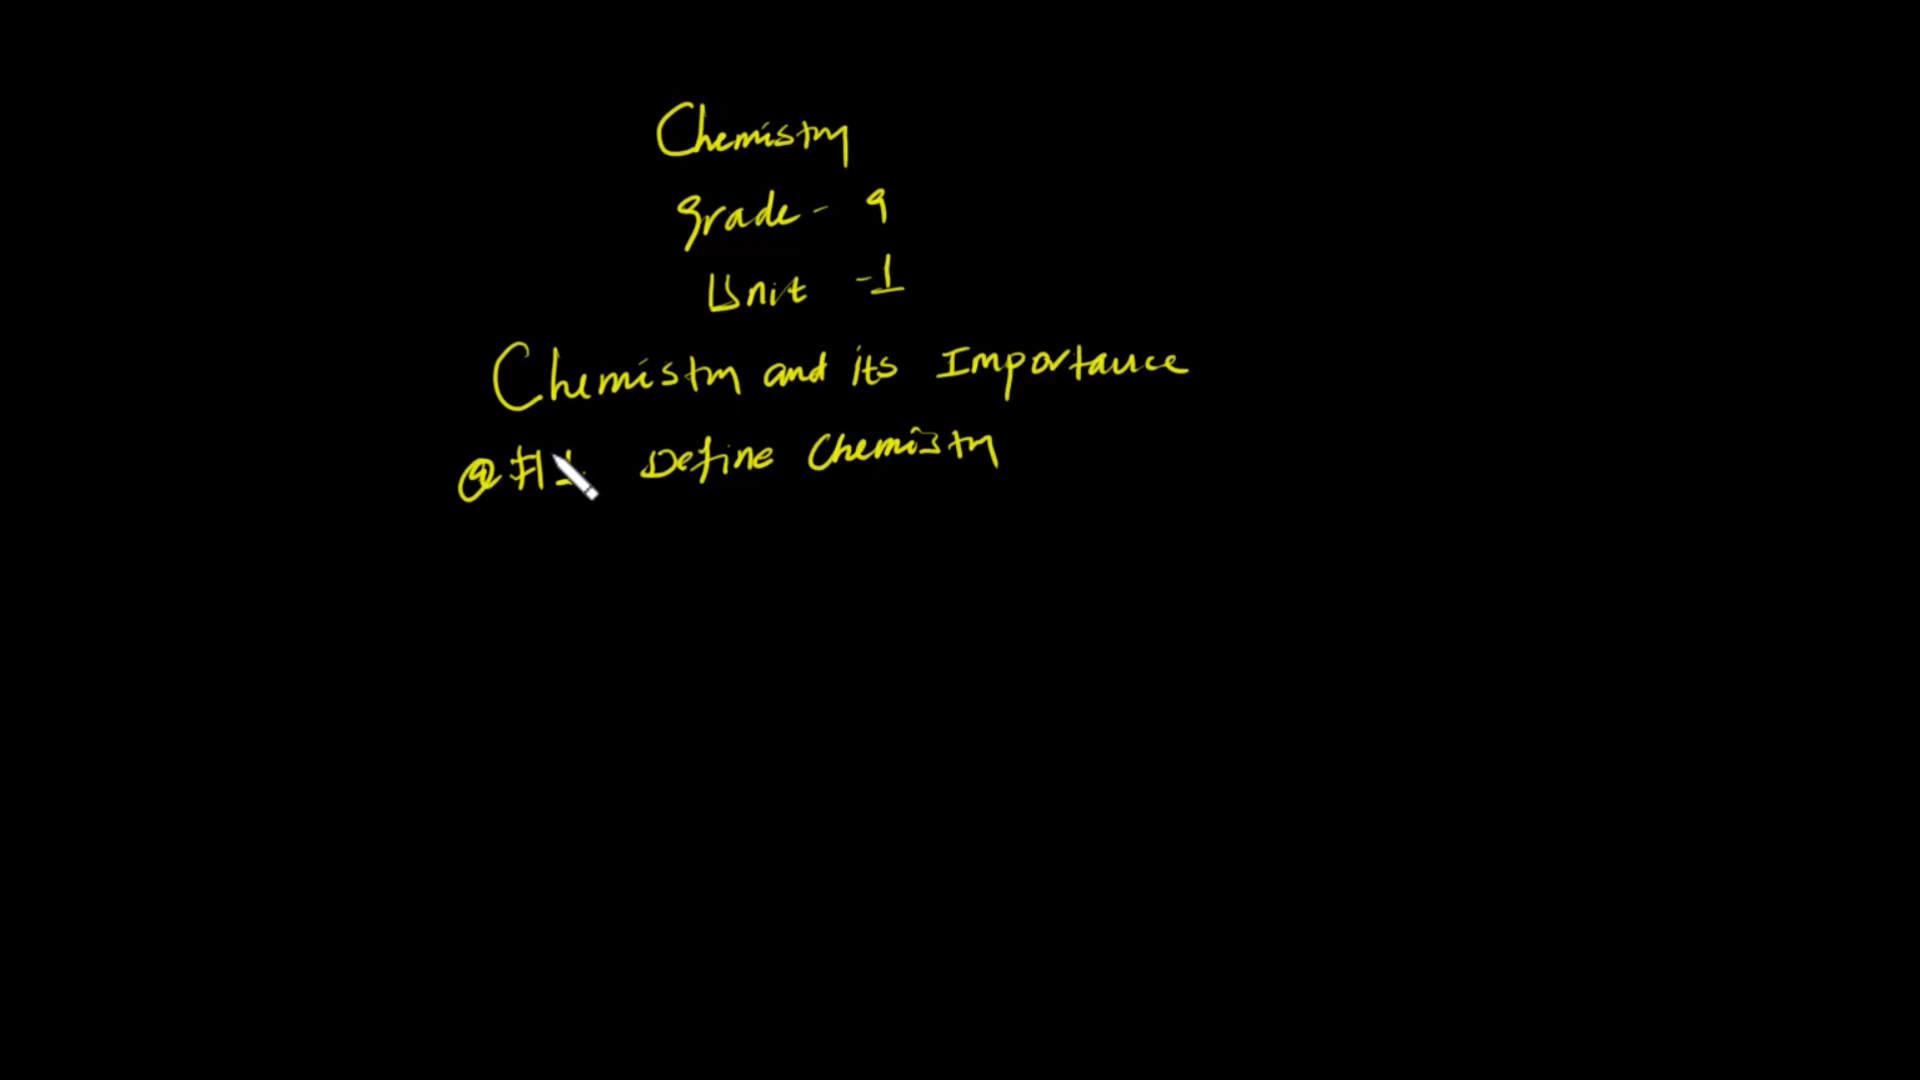 Chemistry
grade - 9
Unit - 1
Chemistry and its Importance
Q#1 Define Chemistry